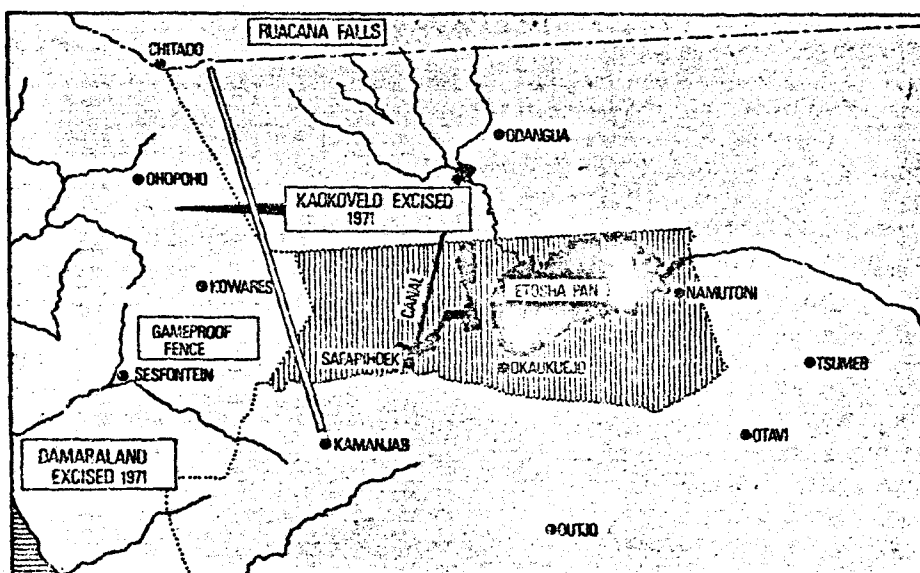 RUACANA FALLS
CHITADO
ODANGUA
OHOPOHO
KAOKOVELD EXCISED
1971
KOWARES
CANAL
ETOSHA PAN
NAMUTONI
GAMEPROOF
FENCE
SAFARIHOEK
OKAUKUEJO
SESFONTEIN
TSUMEB
KAMANJAB
OTAVI
DAMARALAND
EXCISED 1971
OUTJO